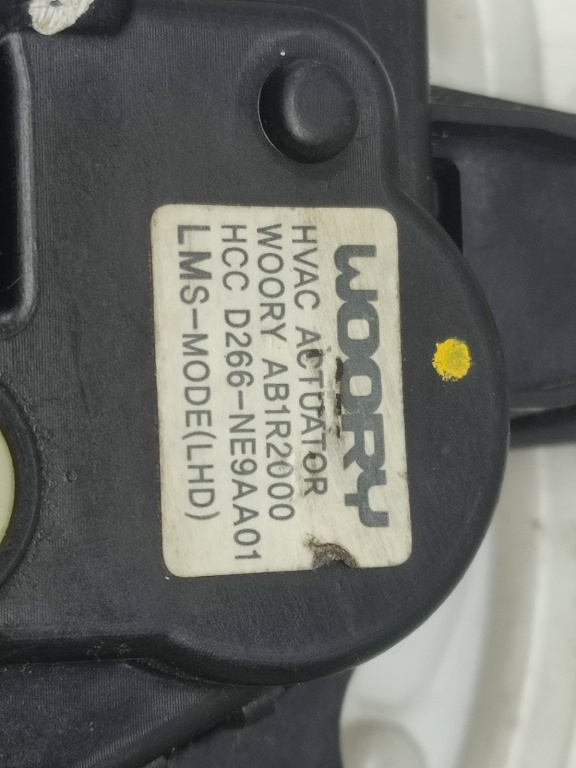 WOORY
HVAC ACTUATOR
WOORY AB1R2000
HCC D266-NE9AA01
LMS-MODE(LHD)